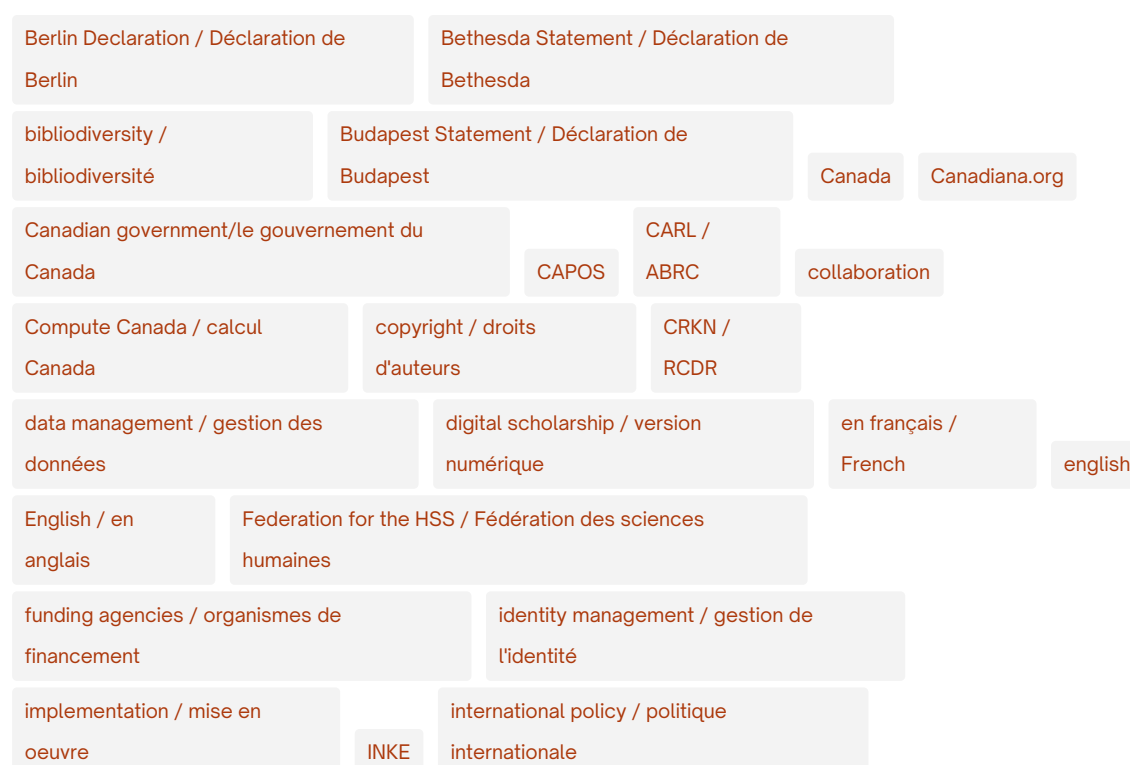 Berlin Declaration / Déclaration de
Berlin
Bethesda Statement / Déclaration de
Bethesda
bibliodiversity /
bibliodiversité
Budapest Statement / Déclaration de
Budapest
Canada
Canadiana.org
Canadian government/le gouvernement du
Canada
CAPOS
CARL /
ABRC
collaboration
Compute Canada / calcul
Canada
copyright / droits
d'auteurs
CRKN /
RCDR
data management / gestion des
données
digital scholarship / version
numérique
en français /
French
english
English / en
anglais
Federation for the HSS / Fédération des sciences
humaines
funding agencies / organismes de
financement
identity management / gestion de
l'identité
implementation / mise en
oeuvre
INKE
international policy / politique
internationale